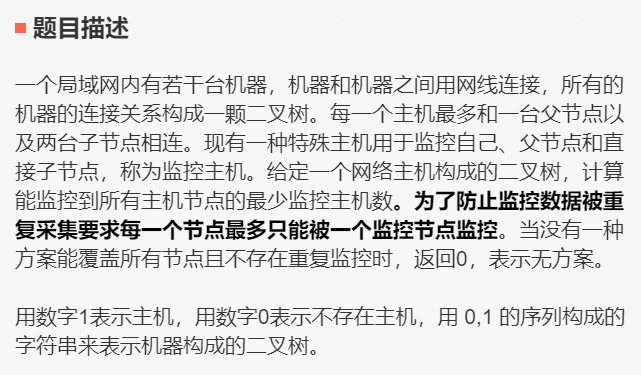 题目描述
一个局域网内有若干台机器，机器和机器之间用网线连接，所有的
机器的连接关系构成一颗二叉树。每一个主机最多和一台父节点以
及两台子节点相连。现有一种特殊主机用于监控自己、父节点和直
接子节点，称为监控主机。给定一个网络主机构成的二叉树，计算
能监控到所有主机节点的最少监控主机数。为了防止监控数据被重
复采集要求每一个节点最多只能被一个监控节点监控。当没有一种
方案能覆盖所有节点且不存在重复监控时，返回0，表示无方案。
用数字1表示主机，用数字0表示不存在主机，用 0,1 的序列构成的
字符串来表示机器构成的二叉树。